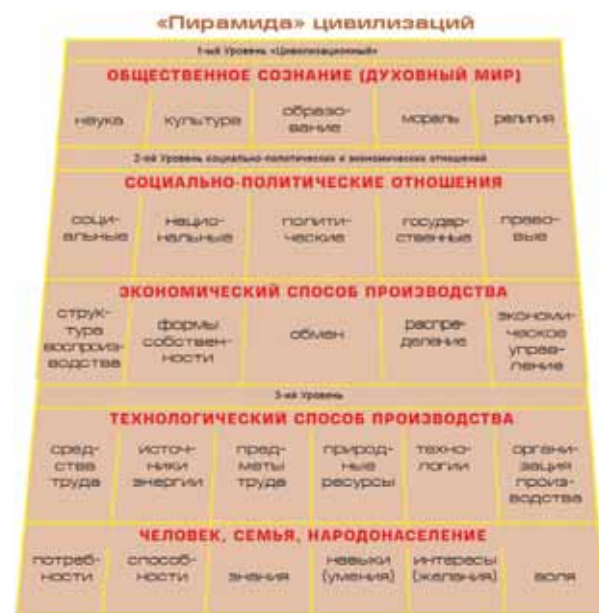 «Пирамида» цивилизаций
1-ый Уровень «Цивилизационный»
ОБЩЕСТВЕННОЕ СОЗНАНИЕ (ДУХОВНЫЙ МИР)
наука культура образо- мораль религия
вание
2-ой Уровень социально-политических и экономических отношений
СОЦИАЛЬНО-ПОЛИТИЧЕСКИЕ ОТНОШЕНИЯ
соци- нацио- полити- государ- право-
альные нальные ческие ственные вые
ЭКОНОМИЧЕСКИЙ СПОСОБ ПРОИЗВОДСТВА
струк- формы обмен распре- экономи-
тура собствен- деление ческое
воспроиз- ности управ-
водства ление
3-ий Уровень
ТЕХНОЛОГИЧЕСКИЙ СПОСОБ ПРОИЗВОДСТВА
сред- источ- пред- природ- техно- органи-
ства ники меты ные логии зация
труда энергии труда ресурсы произ-
водства
ЧЕЛОВЕК, СЕМЬЯ, НАРОДОНАСЕЛЕНИЕ
потреб- способ- знания навыки интересы воля
ности ности (умения) (желания)